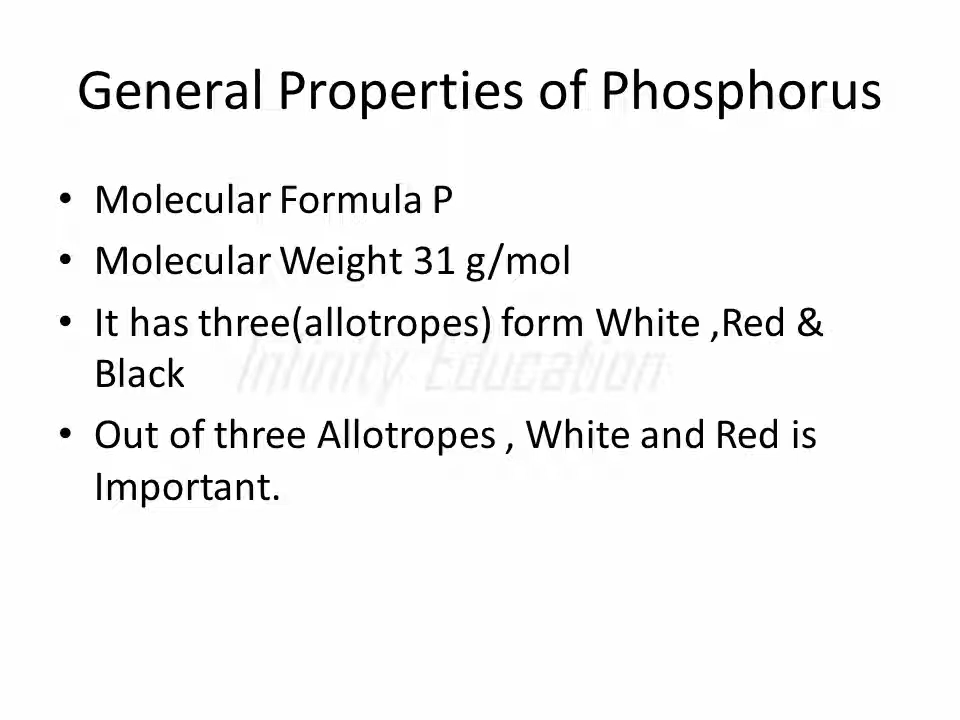 General Properties of Phosphorus
• Molecular Formula P
• Molecular Weight 31 g/mol
• It has three(allotropes) form White ,Red &
Black
Infinity Education
• Out of three Allotropes , White and Red is
Important.